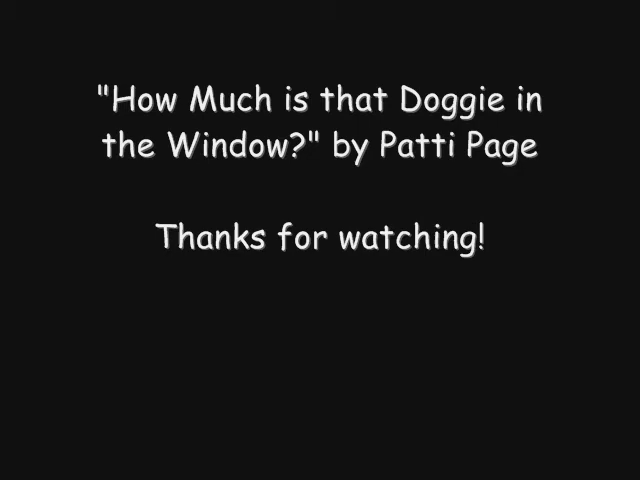 "How Much is that Doggie in
the Window?" by Patti Page
Thanks for watching!